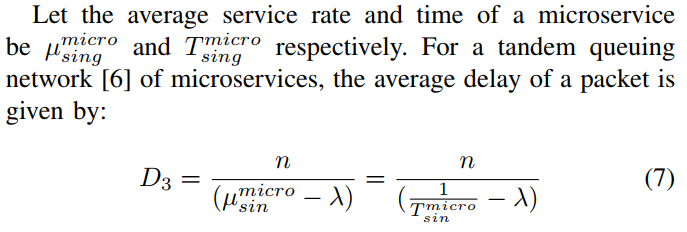 Let the average service rate and time of a microservice
be $\mu_{sing}^{micro}$ and $T_{sing}^{micro}$ respectively. For a tandem queuing
network [6] of microservices, the average delay of a packet is
given by:
$D_3 = \frac{n}{(\mu_{sin}^{micro} - \lambda)} = \frac{n}{(\frac{1}{T_{sin}^{micro}} - \lambda)}$ (7)